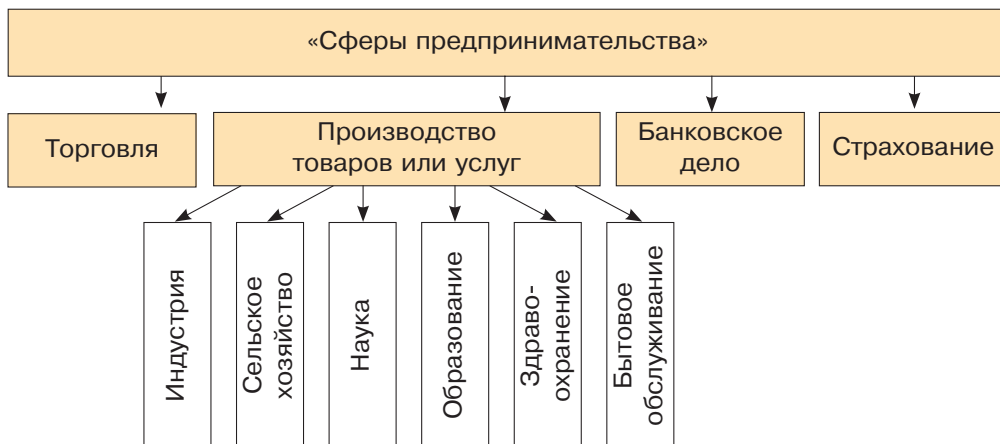 «Сферы предпринимательства»
Торговля
Производство
товаров или услуг
Банковское
дело
Страхование
Индустрия
Сельское
хозяйство
Наука
Образование
Здраво-
охранение
Бытовое
обслуживание